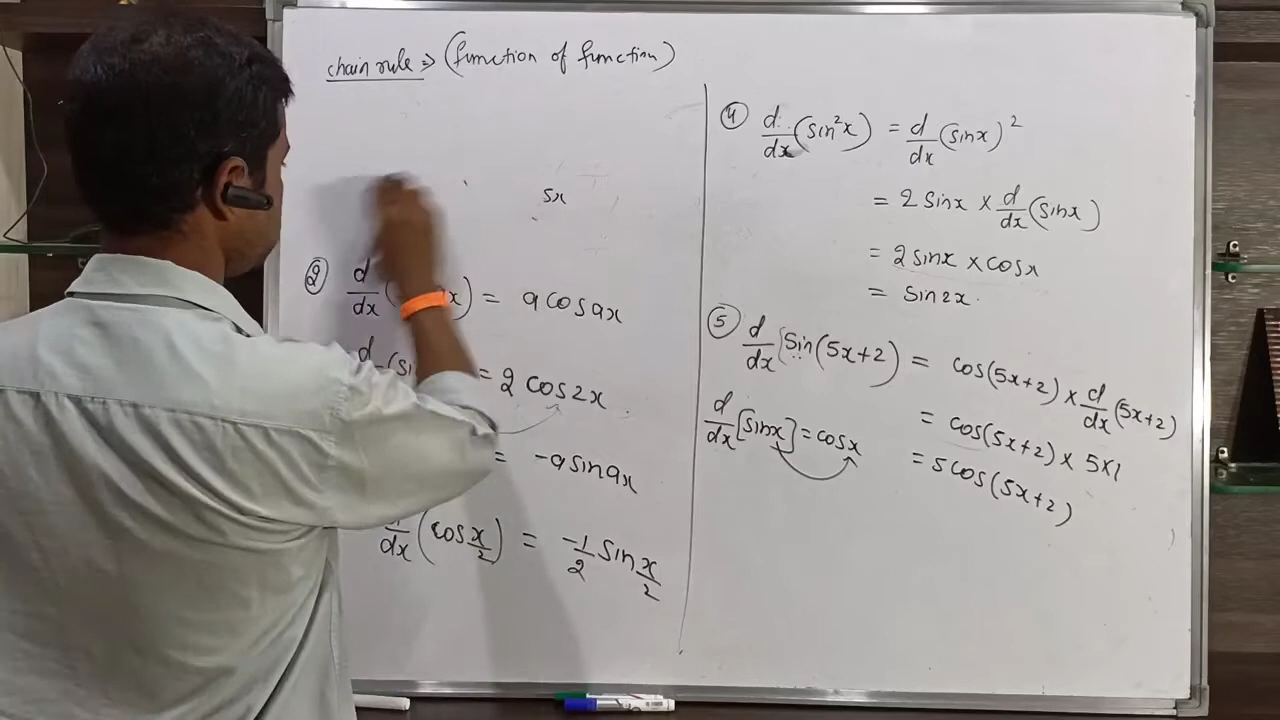 chain rule ⇒ (function of function)
5x
② d/dx ( x) = a cos ax
d/dx (si = 2 cos 2x
= -a sin ax
d/dx (cos x/2) = -1/2 sin x/2
④ d/dx (sin²x) = d/dx (sinx)²
= 2 sinx × d/dx (sinx)
= 2 sinx × cosx
= sin2x.
⑤ d/dx [sin(5x+2) = cos(5x+2) × d/dx (5x+2)
= cos(5x+2) × 5×1
d/dx [sinx] = cosx
= 5cos(5x+2)